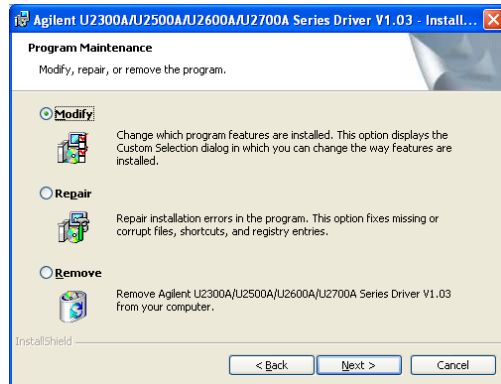 Agilent U2300A/U2500A/U2600A/U2700A Series Driver V1.03 - Install...
Program Maintenance
Modify, repair, or remove the program.
Modify
Change which program features are installed. This option displays the
Custom Selection dialog in which you can change the way features are
installed.
Repair
Repair installation errors in the program. This option fixes missing or
corrupt files, shortcuts, and registry entries.
Remove
Remove Agilent U2300A/U2500A/U2600A/U2700A Series Driver V1.03
from your computer.
InstallShield
< Back
Next >
Cancel